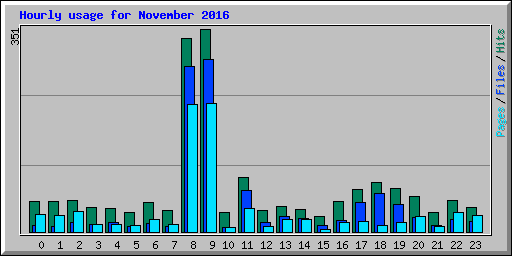 Hourly usage for November 2016
351
Pages / Files / Hits
0 1 2 3 4 5 6 7 8 9 10 11 12 13 14 15 16 17 18 19 20 21 22 23